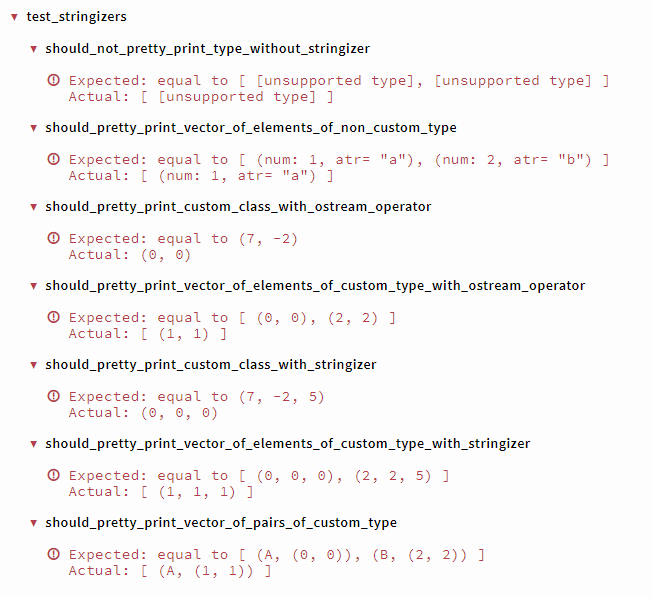 test_stringizers
should_not_pretty_print_type_without_stringizer
Expected: equal to [ [unsupported type], [unsupported type] ]
Actual: [ [unsupported type] ]
should_pretty_print_vector_of_elements_of_non_custom_type
Expected: equal to [ (num: 1, atr= "a"), (num: 2, atr= "b") ]
Actual: [ (num: 1, atr= "a") ]
should_pretty_print_custom_class_with_ostream_operator
Expected: equal to (7, -2)
Actual: (0, 0)
should_pretty_print_vector_of_elements_of_custom_type_with_ostream_operator
Expected: equal to [ (0, 0), (2, 2) ]
Actual: [ (1, 1) ]
should_pretty_print_custom_class_with_stringizer
Expected: equal to (7, -2, 5)
Actual: (0, 0, 0)
should_pretty_print_vector_of_elements_of_custom_type_with_stringizer
Expected: equal to [ (0, 0, 0), (2, 2, 5) ]
Actual: [ (1, 1, 1) ]
should_pretty_print_vector_of_pairs_of_custom_type
Expected: equal to [ (A, (0, 0)), (B, (2, 2)) ]
Actual: [ (A, (1, 1)) ]